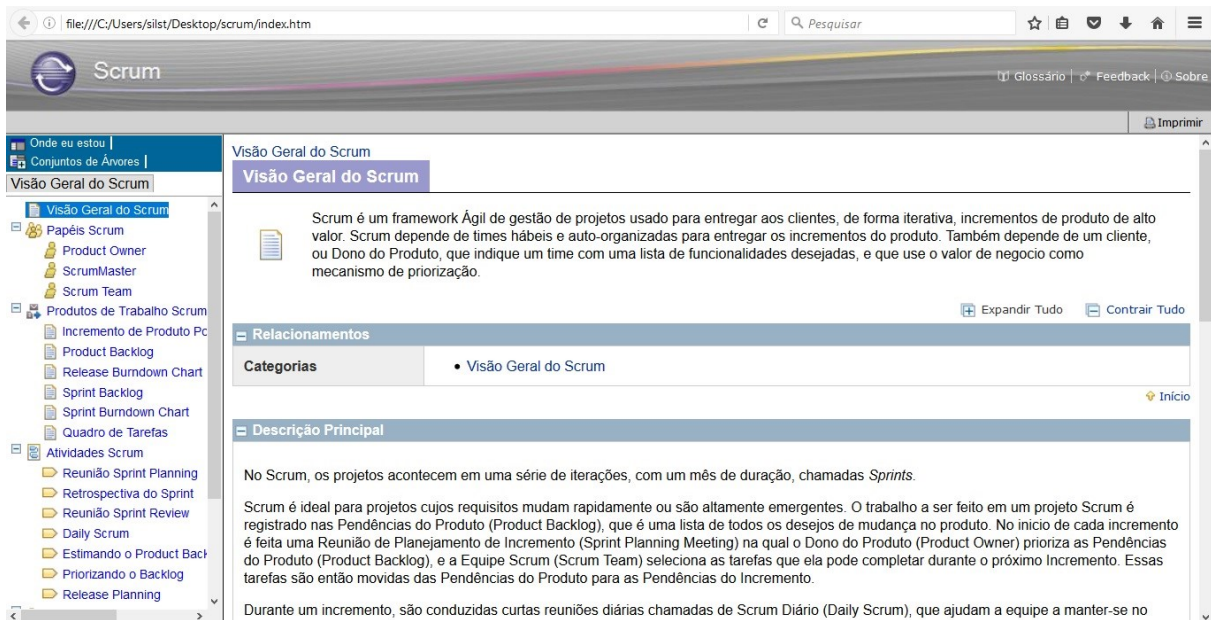 file:///C:/Users/silst/Desktop/scrum/index.htm
Pesquisar
Scrum
Glossário | Feedback | Sobre
Imprimir
Onde eu estou |
Conjuntos de Árvores |
Visão Geral do Scrum
Visão Geral do Scrum
Papéis Scrum
Product Owner
ScrumMaster
Scrum Team
Produtos de Trabalho Scrum
Incremento de Produto Po
Product Backlog
Release Burndown Chart
Sprint Backlog
Sprint Burndown Chart
Quadro de Tarefas
Atividades Scrum
Reunião Sprint Planning
Retrospectiva do Sprint
Reunião Sprint Review
Daily Scrum
Estimando o Product Back
Priorizando o Backlog
Release Planning
Visão Geral do Scrum
Visão Geral do Scrum
Scrum é um framework Ágil de gestão de projetos usado para entregar aos clientes, de forma iterativa, incrementos de produto de alto
valor. Scrum depende de times hábeis e auto-organizadas para entregar os incrementos do produto. Também depende de um cliente,
ou Dono do Produto, que indique um time com uma lista de funcionalidades desejadas, e que use o valor de negocio como
mecanismo de priorização.
Expandir Tudo Contrair Tudo
Relacionamentos
Categorias • Visão Geral do Scrum
Início
Descrição Principal
No Scrum, os projetos acontecem em uma série de iterações, com um mês de duração, chamadas Sprints.
Scrum é ideal para projetos cujos requisitos mudam rapidamente ou são altamente emergentes. O trabalho a ser feito em um projeto Scrum é
registrado nas Pendências do Produto (Product Backlog), que é uma lista de todos os desejos de mudança no produto. No inicio de cada incremento
é feita uma Reunião de Planejamento de Incremento (Sprint Planning Meeting) na qual o Dono do Produto (Product Owner) prioriza as Pendências
do Produto (Product Backlog), e a Equipe Scrum (Scrum Team) seleciona as tarefas que ela pode completar durante o próximo Incremento. Essas
tarefas são então movidas das Pendências do Produto para as Pendências do Incremento.
Durante um incremento, são conduzidas curtas reuniões diárias chamadas de Scrum Diário (Daily Scrum), que ajudam a equipe a manter-se no